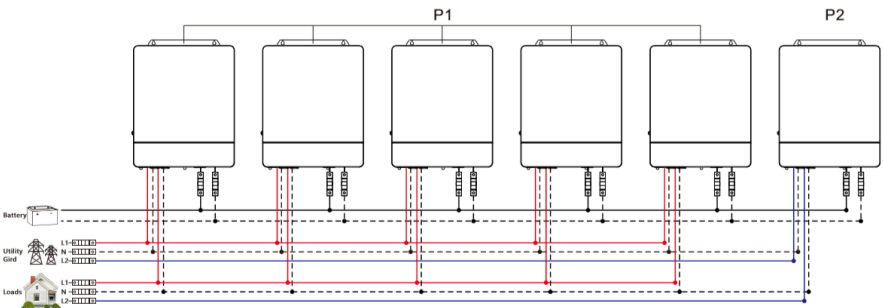 P1
P2
Battery
Utility
Gird
L1
N
L2
Loads
L1
N
L2